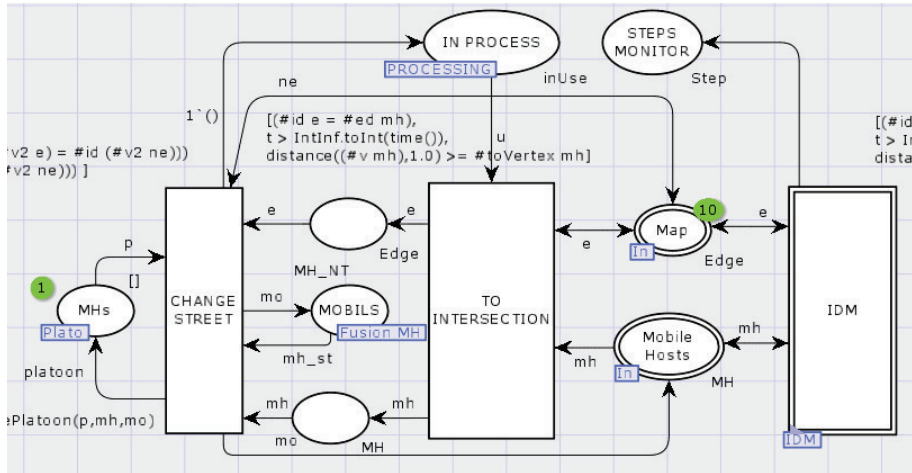 IN PROCESS
PROCESSING
inUse
STEPS
MONITOR
Step
ne
1`()
[(#id e = #ed mh),
t > IntInf.toInt(time()),
distance((#v mh),1.0) >= #toVertex mh]
u
#v2 e) = #id (#v2 ne)))
#v2 ne))) ]
[(#id
t > In
distan
p
[]
1
MHs
Plato
platoon
ePlatoon(p,mh,mo)
CHANGE
STREET
e
e
Edge
MH_NT
mo
MOBILS
Fusion MH
mh_st
mh
mh
mo
MH
TO
INTERSECTION
e
Map
10
In
e
Edge
mh
Mobile
Hosts
In
mh
MH
IDM
IDM